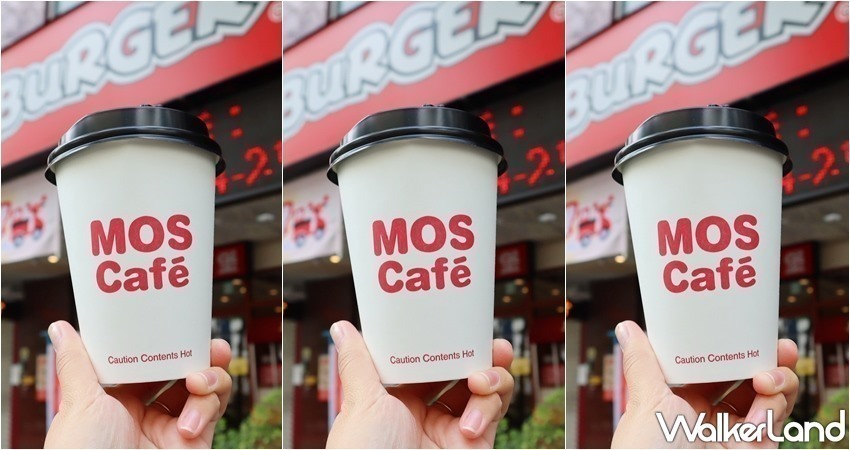 BURGER
BURGER
BURGER
MOS
Café
Caution Contents Hot
MOS
Café
Caution Contents Hot
MOS
Café
Caution Contents Hot
WalkerLand